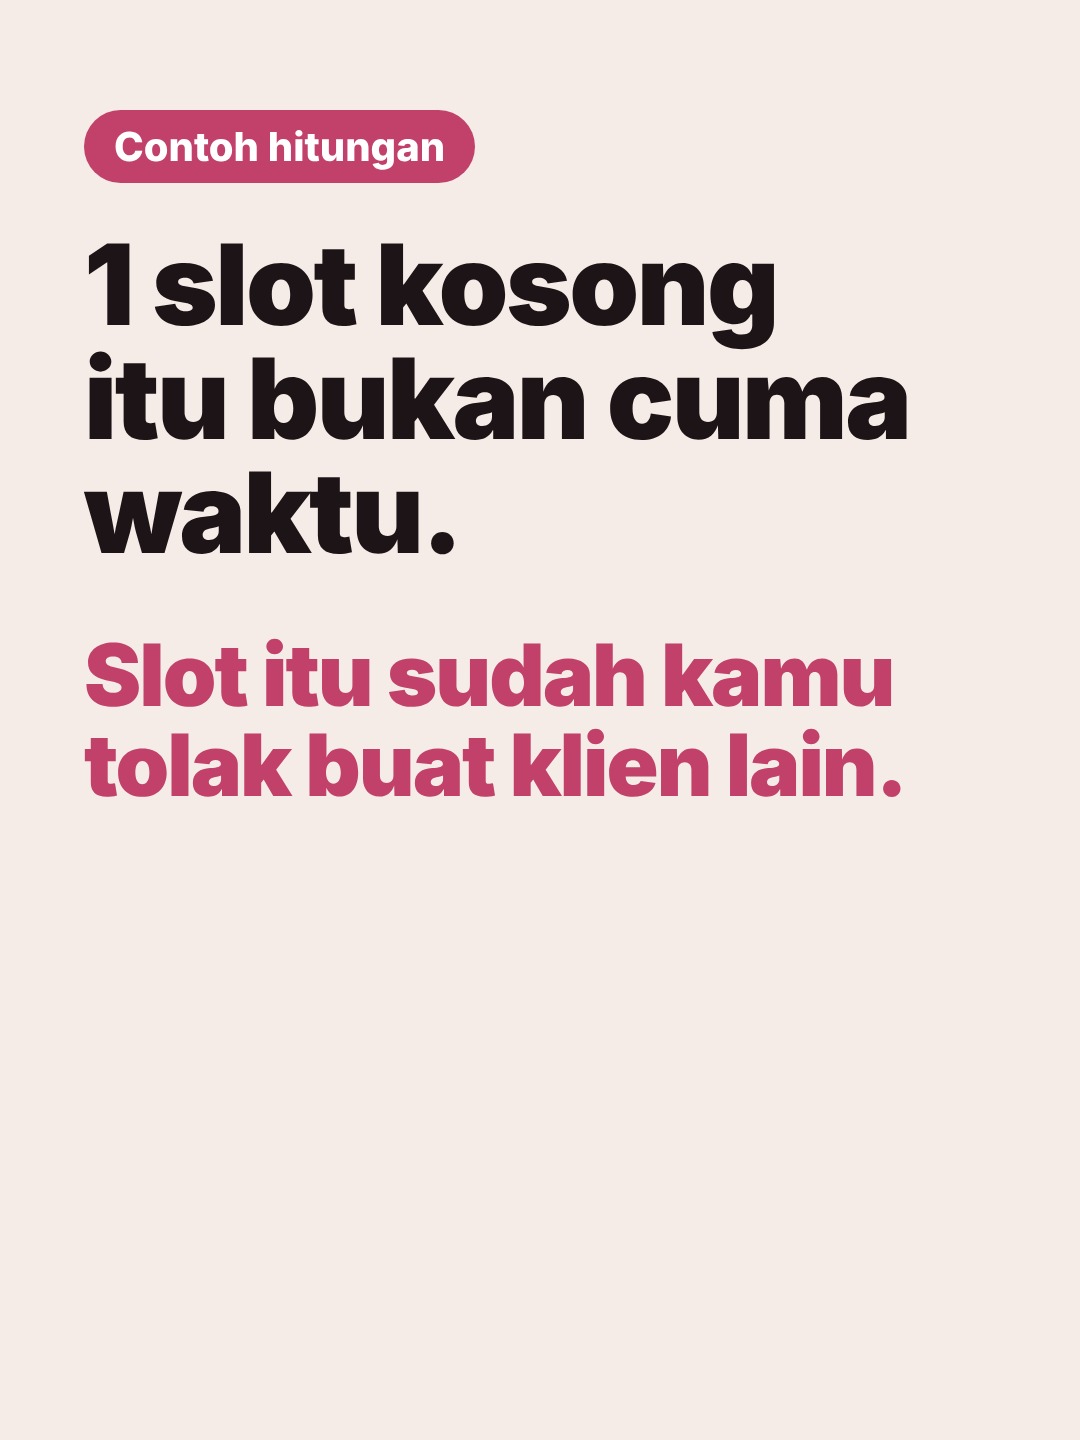 Contoh hitungan
1 slot kosong
itu bukan cuma
waktu.
Slot itu sudah kamu
tolak buat klien lain.